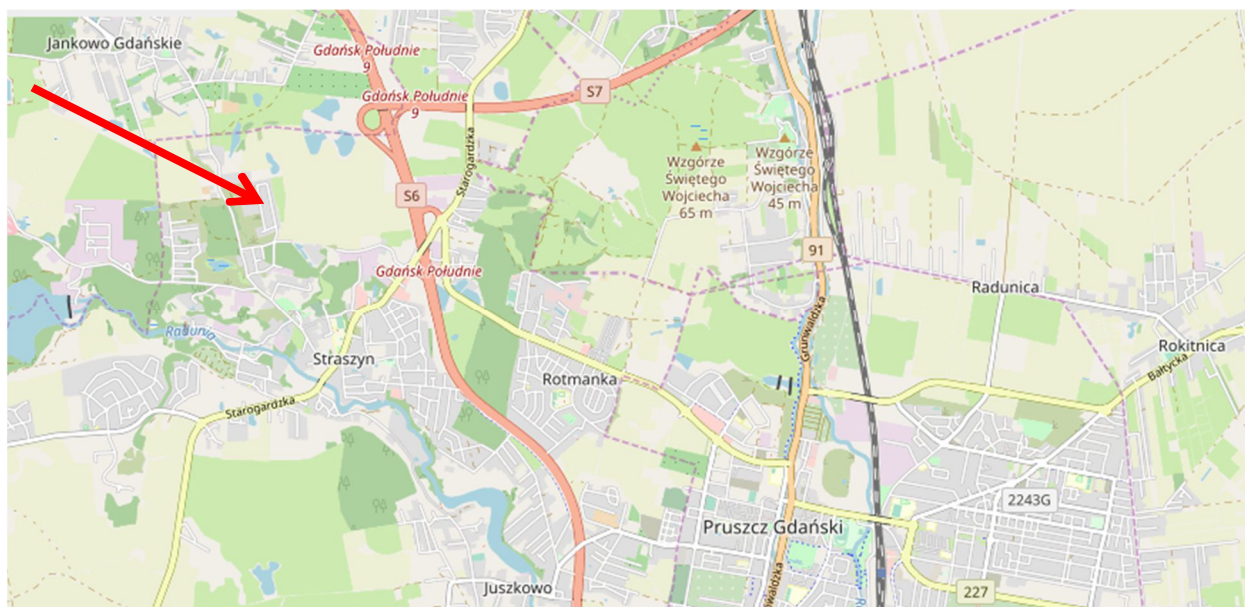 Jankowo Gdańskie
Gdańsk Południe
9
Gdańsk Południe
9
S7
Starogardzka
Wzgórze
Świętego
Wojciecha
65 m
Wzgórze
Świętego
Wojciecha
45 m
S6
91
Gdańsk Południe
Radunica
Radunia
Grunwaldzka
Straszyn
Rokitnica
Bałtycka
Rotmanka
Starogardzka
2243G
Pruszcz Gdański
Juszkowo
Grunwaldzka
227